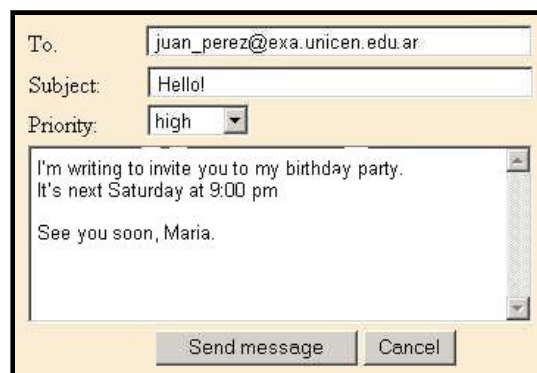 To. juan_perez@exa.unicen.edu.ar
Subject: Hello!
Priority: high
I'm writing to invite you to my birthday party.
It's next Saturday at 9:00 pm
See you soon, Maria.
Send message Cancel